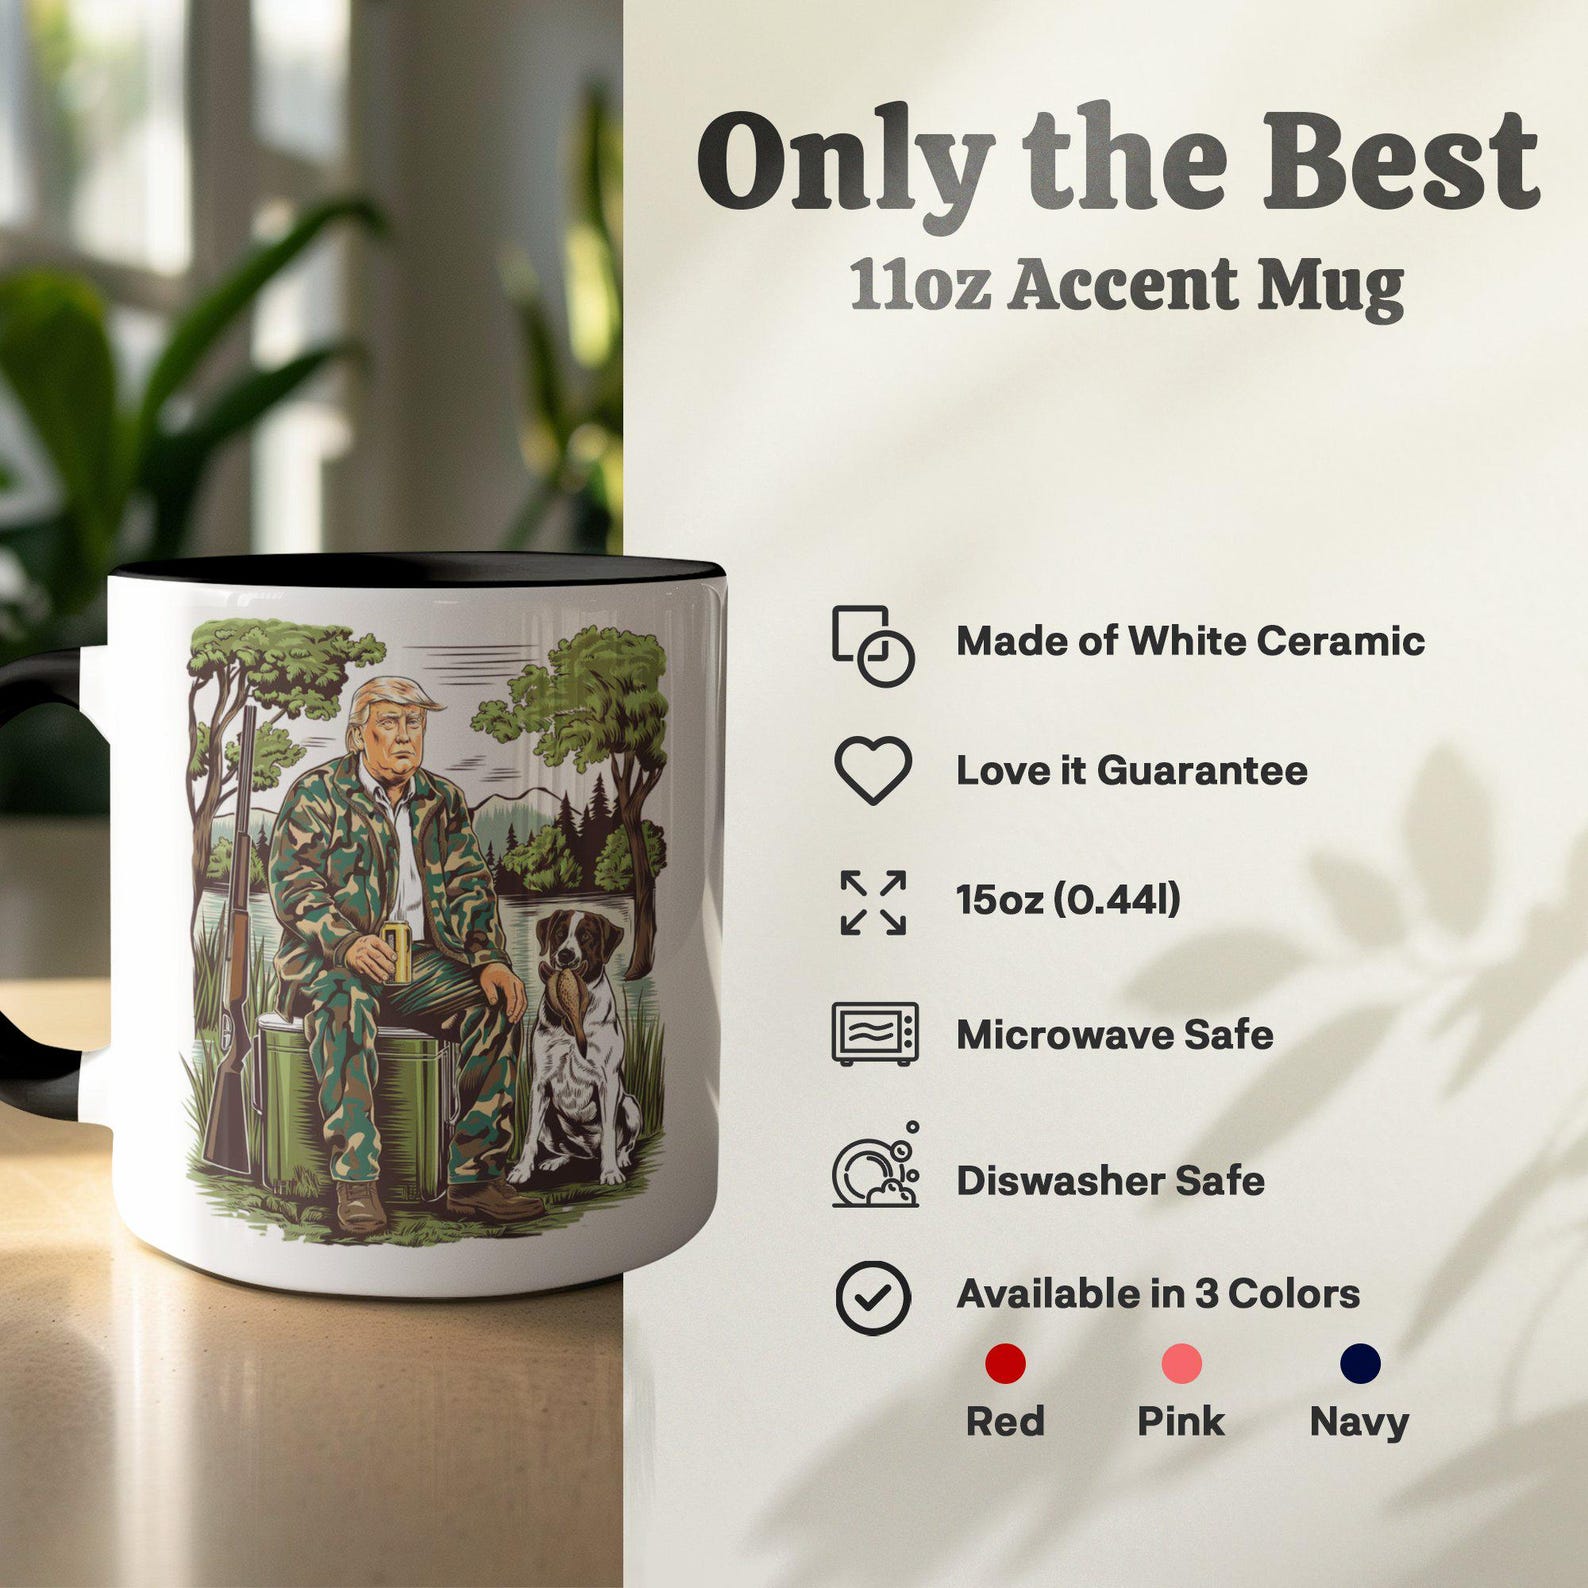 Only the Best
11oz Accent Mug
Made of White Ceramic
Love it Guarantee
15oz (0.44l)
Microwave Safe
Diswasher Safe
Available in 3 Colors
Red Pink Navy